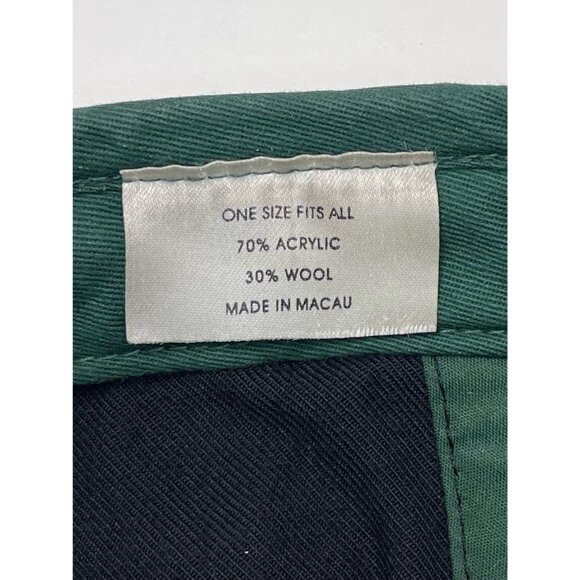 ONE SIZE FITS ALL
70% ACRYLIC
30% WOOL
MADE IN MACAU